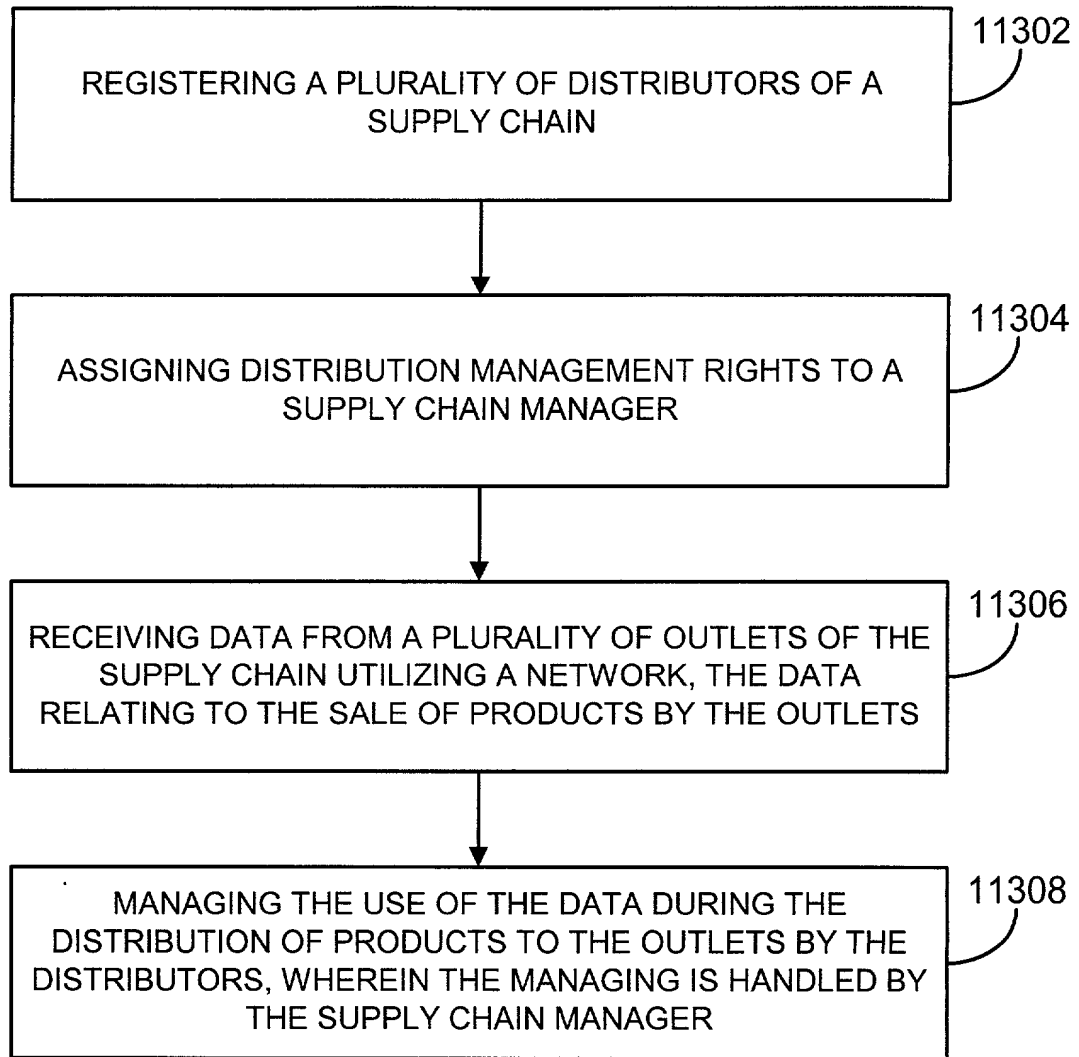 11302
REGISTERING A PLURALITY OF DISTRIBUTORS OF A
SUPPLY CHAIN
11304
ASSIGNING DISTRIBUTION MANAGEMENT RIGHTS TO A
SUPPLY CHAIN MANAGER
11306
RECEIVING DATA FROM A PLURALITY OF OUTLETS OF THE
SUPPLY CHAIN UTILIZING A NETWORK, THE DATA
RELATING TO THE SALE OF PRODUCTS BY THE OUTLETS
11308
MANAGING THE USE OF THE DATA DURING THE
DISTRIBUTION OF PRODUCTS TO THE OUTLETS BY THE
DISTRIBUTORS, WHEREIN THE MANAGING IS HANDLED BY
THE SUPPLY CHAIN MANAGER